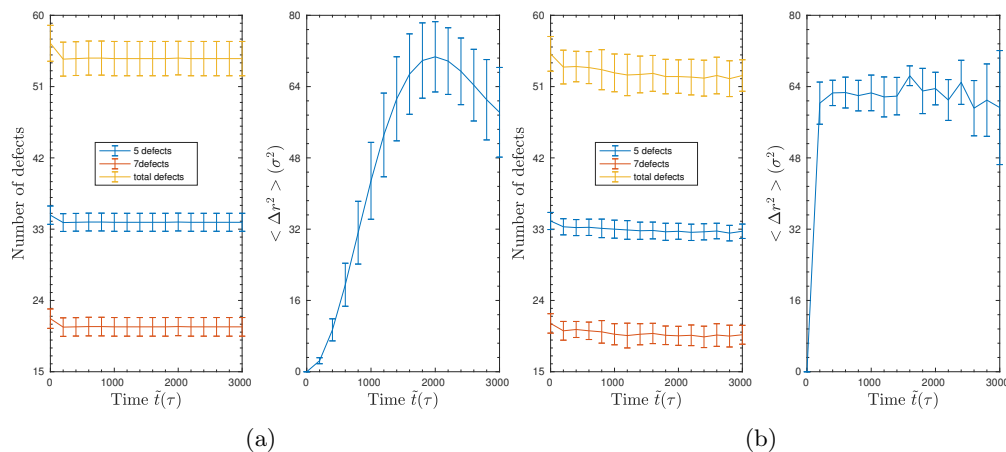 60
51
42
33
24
15
Number of defects
5 defects
7defects
total defects
0
1000
2000
3000
Time t̃(τ)
80
64
48
32
16
0
< Δr² > (σ²)
0
1000
2000
3000
Time t̃(τ)
(a)
60
51
42
33
24
15
Number of defects
5 defects
7defects
total defects
0
1000
2000
3000
Time t̃(τ)
80
64
48
32
16
0
< Δr² > (σ²)
0
1000
2000
3000
Time t̃(τ)
(b)